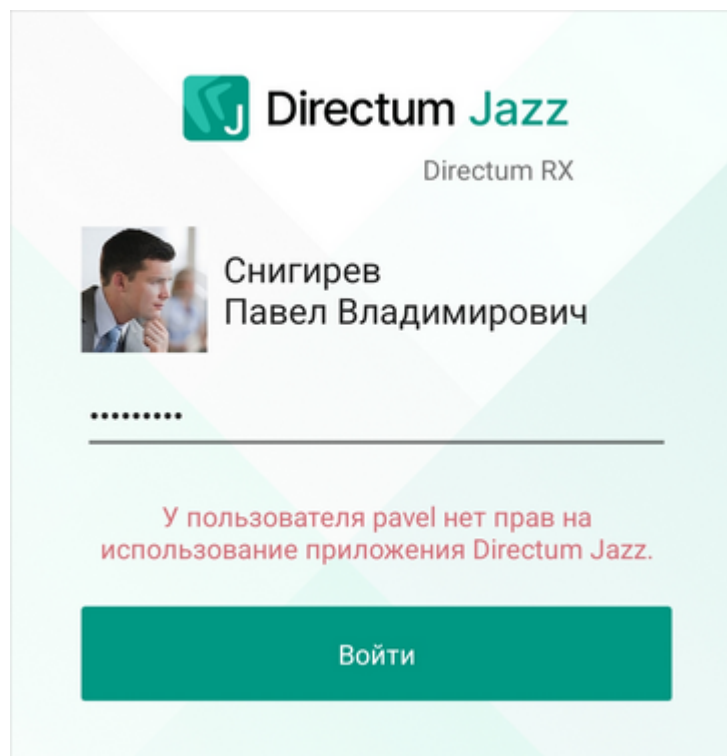 Directum Jazz
Directum RX
Снигирев
Павел Владимирович
•••••••••
У пользователя pavel нет прав на
использование приложения Directum Jazz.
Войти